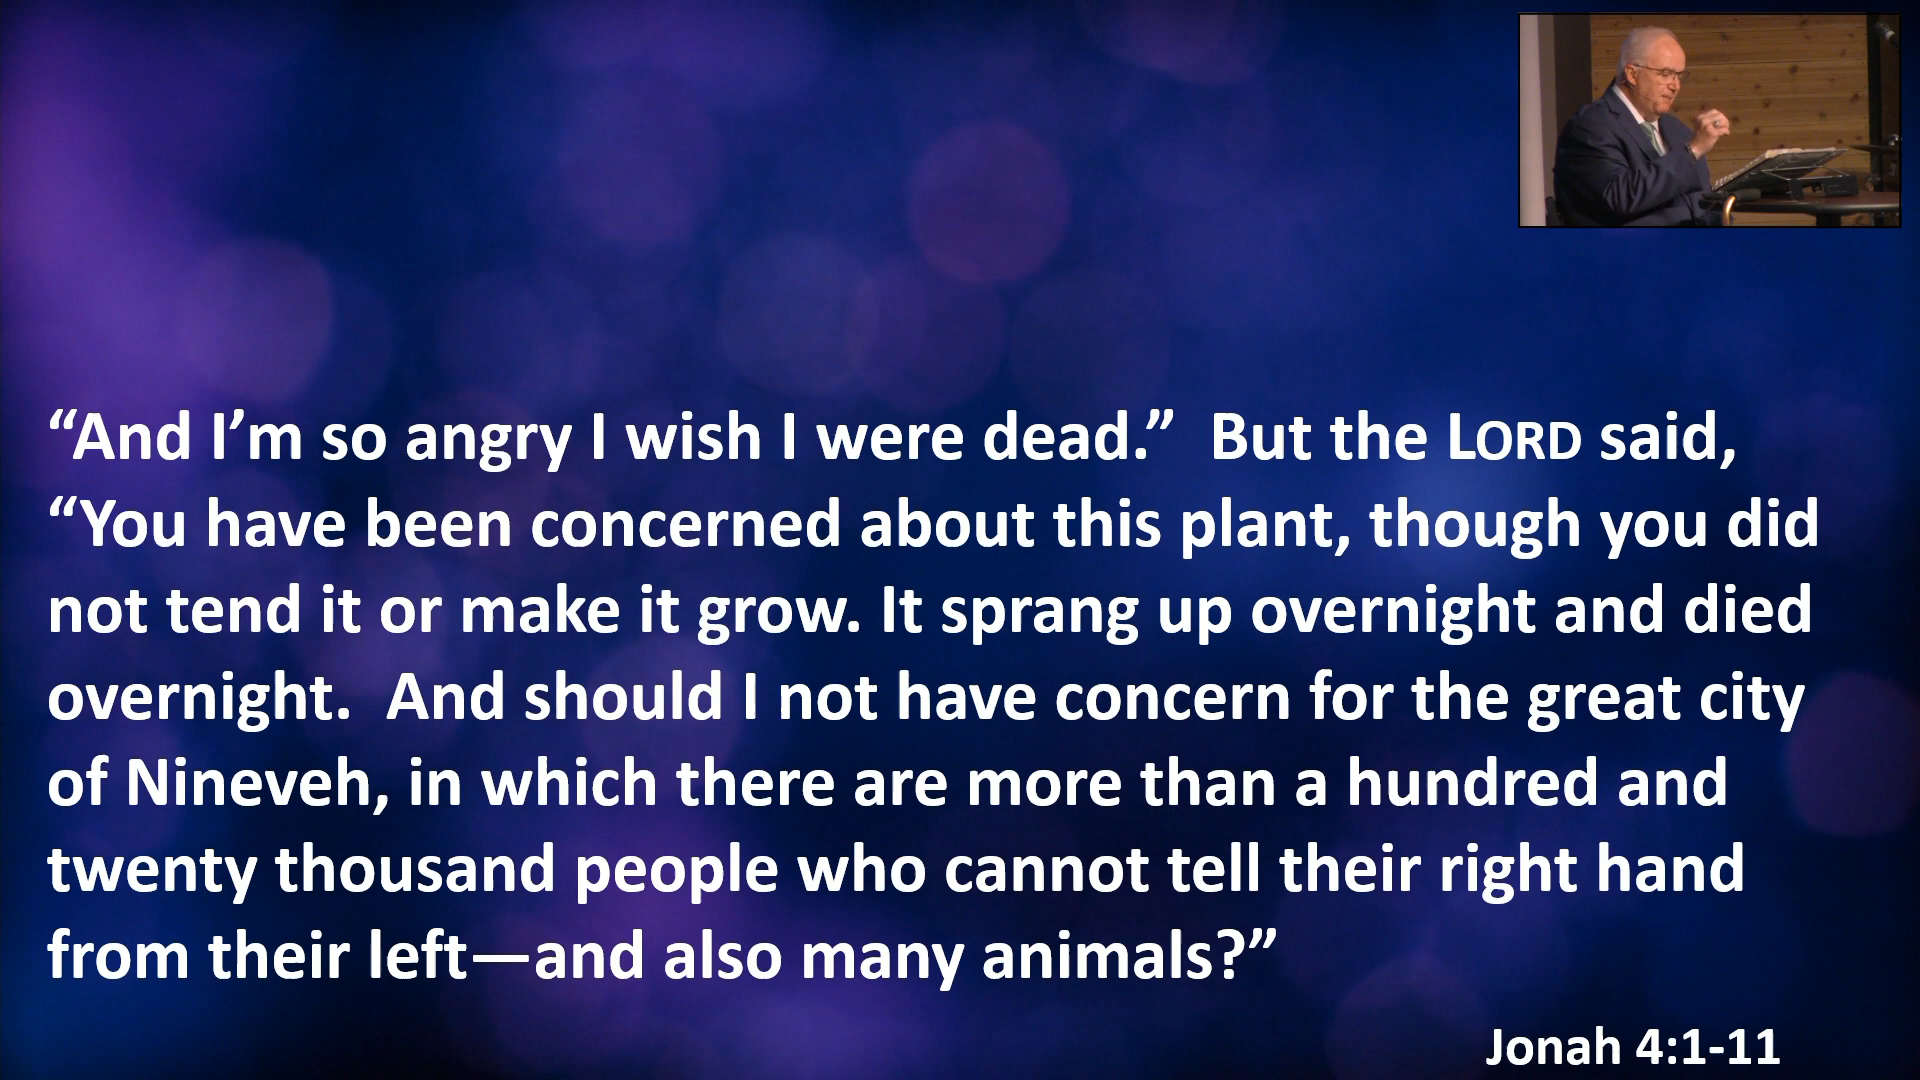 “And I’m so angry I wish I were dead.”  But the LORD said,
“You have been concerned about this plant, though you did
not tend it or make it grow. It sprang up overnight and died
overnight.  And should I not have concern for the great city
of Nineveh, in which there are more than a hundred and
twenty thousand people who cannot tell their right hand
from their left—and also many animals?”
Jonah 4:1-11